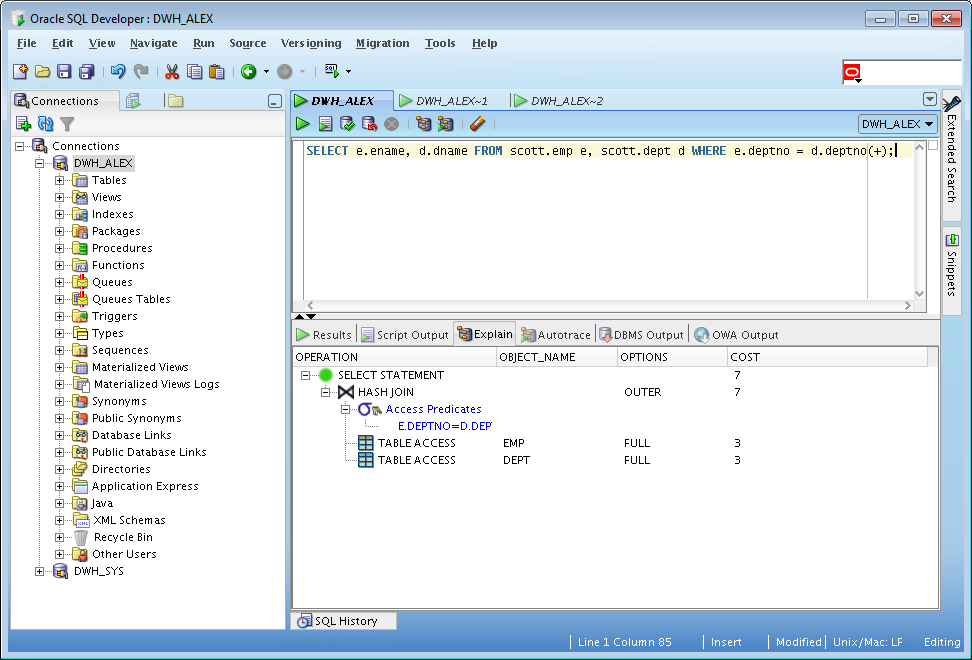 Oracle SQL Developer : DWH_ALEX
File Edit View Navigate Run Source Versigning Migration Tools Help
Connections
Connections
DWH_ALEX
Tables
Views
Indexes
Packages
Procedures
Functions
Queues
Queues Tables
Triggers
Types
Sequences
Materialized Views
Materialized Views Logs
Synonyms
Public Synonyms
Database Links
Public Database Links
Directories
Application Express
Java
XML Schemas
Recycle Bin
Other Users
DWH_SYS
DWH_ALEX DWH_ALEX~1 DWH_ALEX~2
DWH_ALEX
SELECT e.ename, d.dname FROM scott.emp e, scott.dept d WHERE e.deptno = d.deptno(+);
Results Script Output Explain Autotrace DBMS Output OWA Output
OPERATION OBJECT_NAME OPTIONS COST
SELECT STATEMENT 7
HASH JOIN OUTER 7
Access Predicates
E.DEPTNO=D.DEP
TABLE ACCESS EMP FULL 3
TABLE ACCESS DEPT FULL 3
SQL History
Extended Search
Snippets
Line 1 Column 85 Insert Modified Unix/Mac: LF Editing